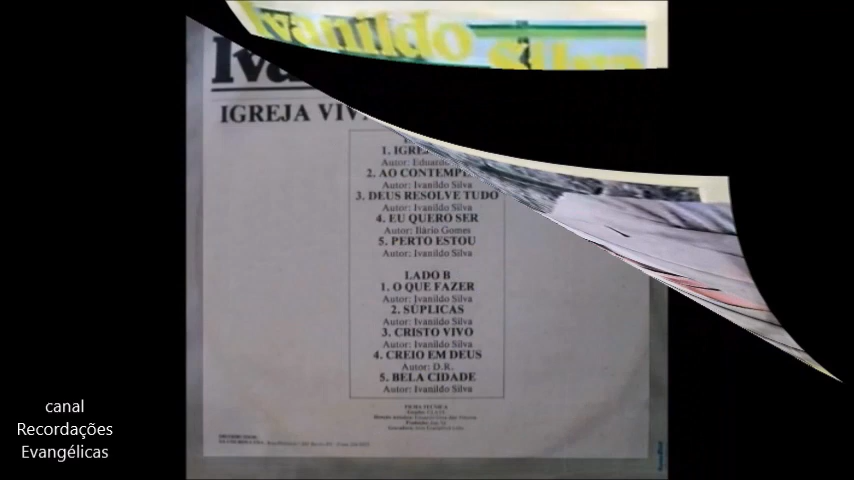 Ivanildo
Silva
Iva
IGREJA VIV
1. IGRE
Autor: Eduardo
2. AO CONTEMPL
Autor: Ivanildo Silva
3. DEUS RESOLVE TUDO
Autor: Ivanildo Silva
4. EU QUERO SER
Autor: Ilário Gomes
5. PERTO ESTOU
Autor: Ivanildo Silva
LADO B
1. O QUE FAZER
Autor: Ivanildo Silva
2. SÚPLICAS
Autor: Ivanildo Silva
3. CRISTO VIVO
Autor: Ivanildo Silva
4. CREIO EM DEUS
Autor: D.R.
5. BELA CIDADE
Autor: Ivanildo Silva
FICHA TÉCNICA
canal
Recordações
Evangélicas